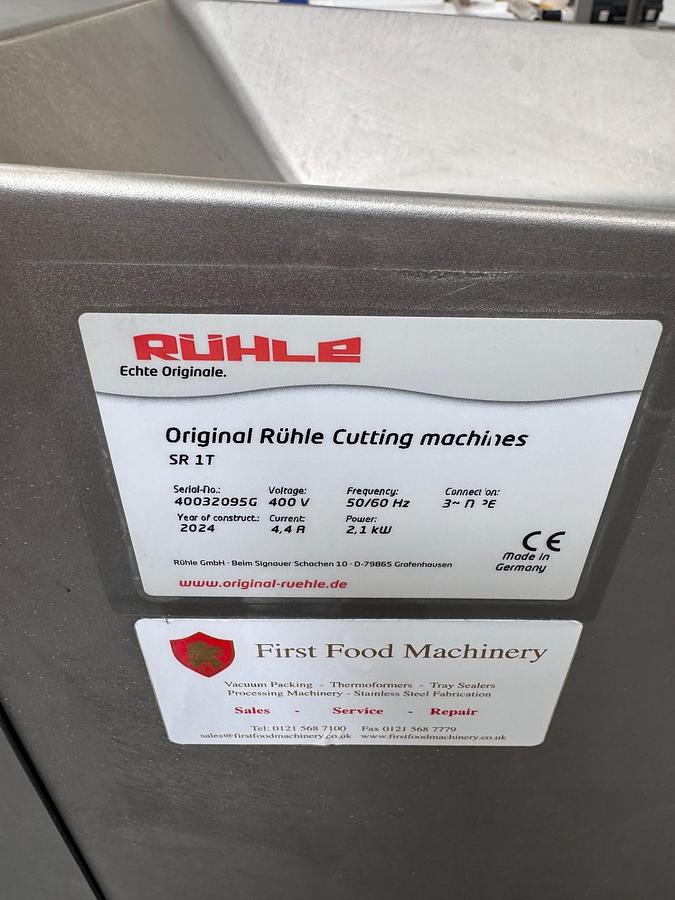 RÜHLE
Echte Originale.
Original Rühle Cutting machines
SR 1T
Serial-No.: Voltage: Frequency: Connection:
40032095G 400 V 50/60 Hz 3~ N PE
Year of construct.: Current: Power:
2024 4,4 A 2,1 kW
CE
Made in
Germany
Rühle GmbH · Beim Signauer Schachen 10 · D-79865 Grafenhausen
www.original-ruehle.de
First Food Machinery
Vacuum Packing - Thermoformers - Tray Sealers
Processing Machinery - Stainless Steel Fabrication
Sales - Service - Repair
Tel: 0121 568 7100 Fax 0121 568 7779
sales@firstfoodmachinery.co.uk www.firstfoodmachinery.co.uk